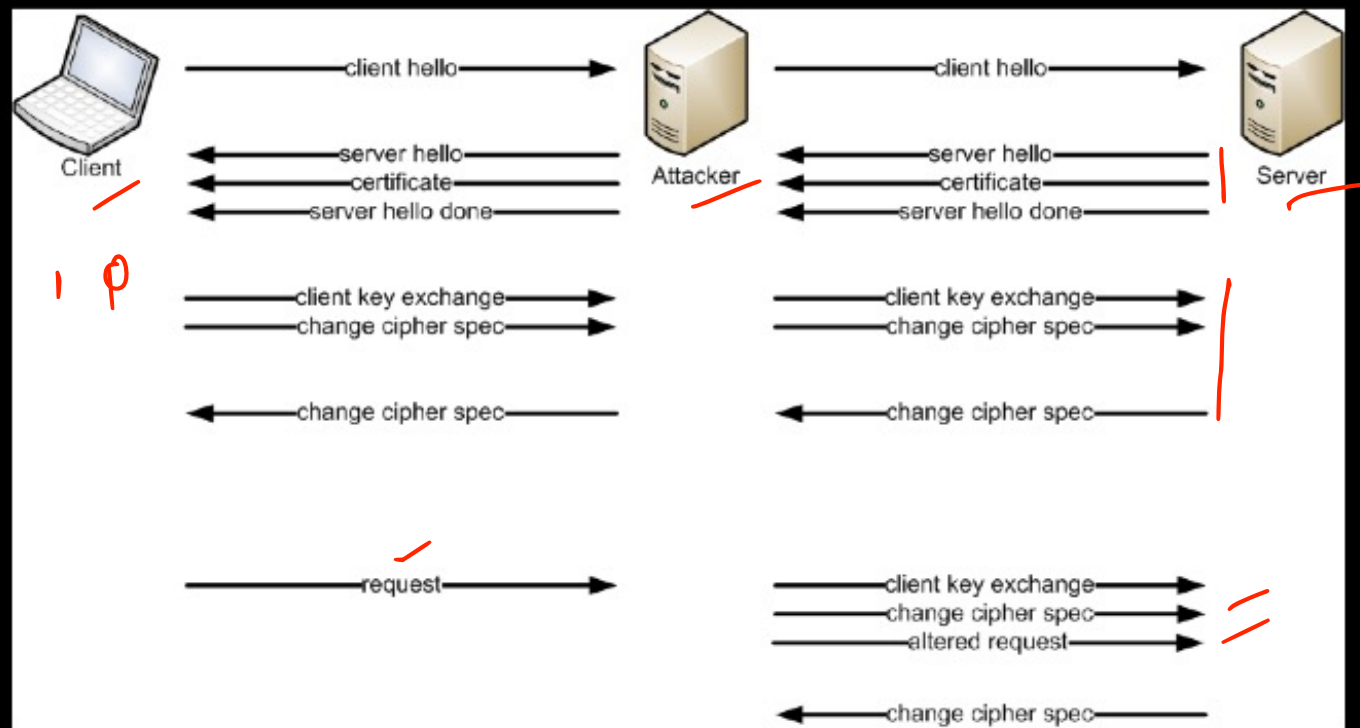 client hello client hello
server hello server hello
Client certificate Attacker certificate Server
server hello done server hello done
client key exchange client key exchange
change cipher spec change cipher spec
change cipher spec change cipher spec
request client key exchange
change cipher spec
altered request
change cipher spec